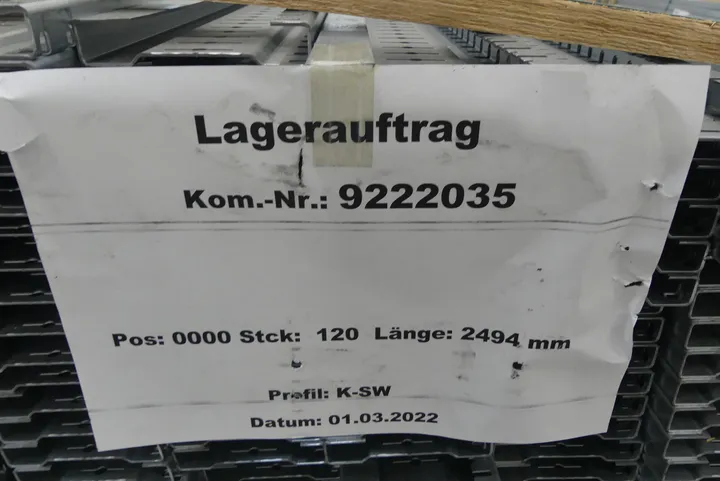 Lagerauftrag
Kom.-Nr.: 9222035
Pos: 0000 Stck: 120 Länge: 2494 mm
Profil: K-SW
Datum: 01.03.2022